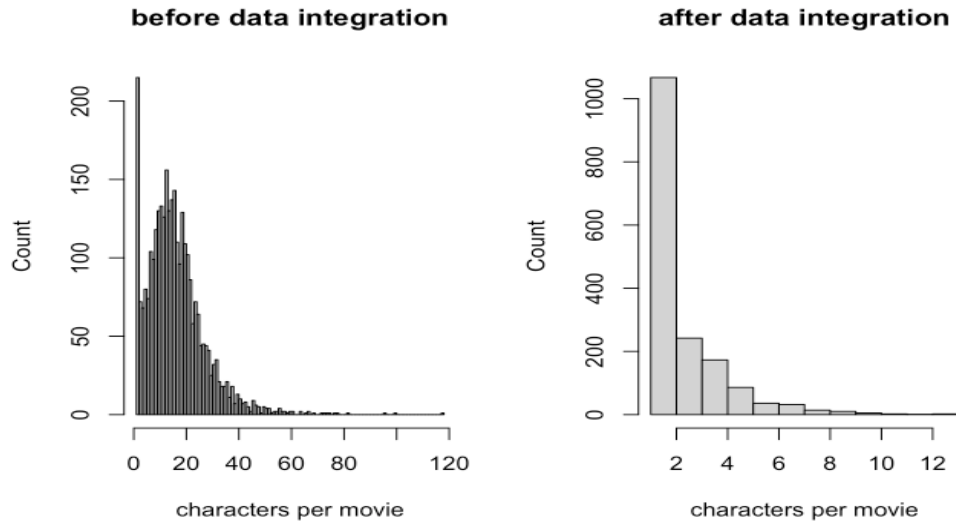 before data integration
Count
0 50 100 150 200
0 20 40 60 80 120
characters per movie
after data integration
Count
0 200 400 600 800 1000
2 4 6 8 10 12
characters per movie